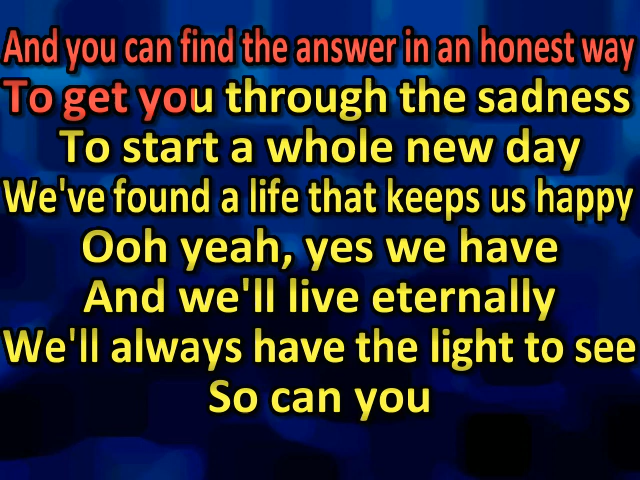 And you can find the answer in an honest way
To get you through the sadness
To start a whole new day
We've found a life that keeps us happy
Ooh yeah, yes we have
And we'll live eternally
We'll always have the light to see
So can you